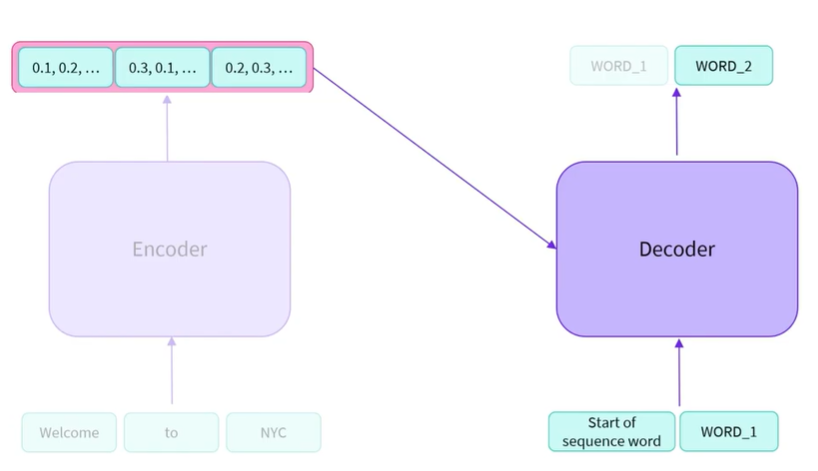 0.1, 0.2, ...
0.3, 0.1, ...
0.2, 0.3, ...
WORD_1
WORD_2
Encoder
Decoder
Welcome
to
NYC
Start of
sequence word
WORD_1